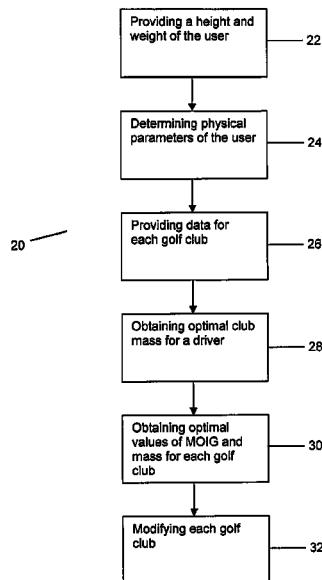 Providing a height and
weight of the user
22
Determining physical
parameters of the user
24
Providing data for
each golf club
26
20
Obtaining optimal club
mass for a driver
28
Obtaining optimal
values of MOIG and
mass for each golf
club
30
Modifying each golf
club
32